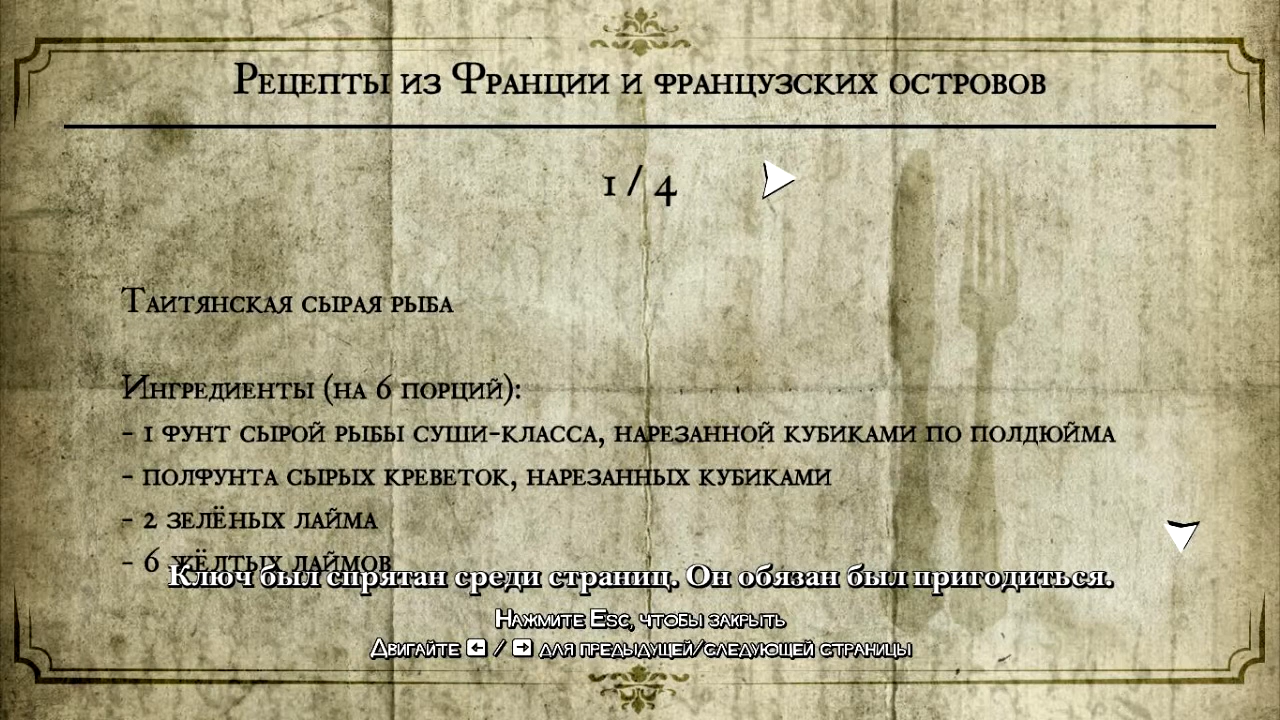 Рецепты из Франции и французских островов
1 / 4
Таитянская сырая рыба
Ингредиенты (на 6 порций):
- 1 фунт сырой рыбы суши-класса, нарезанной кубиками по полдюйма
- полфунта сырых креветок, нарезанных кубиками
- 2 зелёных лайма
- 6 жёлтых лаймов
Ключ был спрятан среди страниц. Он обязан был пригодиться.
Нажмите Esc, чтобы закрыть
Двигайте ← / → для предыдущей/следующей страницы